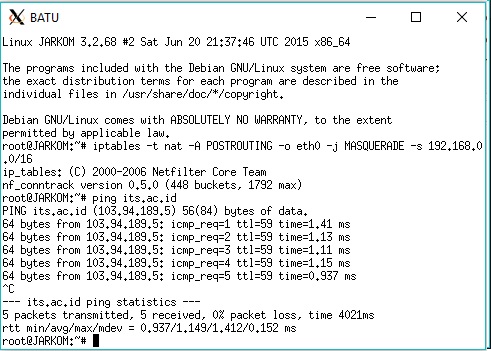 BATU
Linux JARKOM 3.2.68 #2 Sat Jun 20 21:37:46 UTC 2015 x86_64
The programs included with the Debian GNU/Linux system are free software;
the exact distribution terms for each program are described in the
individual files in /usr/share/doc/*/copyright.
Debian GNU/Linux comes with ABSOLUTELY NO WARRANTY, to the extent
permitted by applicable law.
root@JARKOM:~# iptables -t nat -A POSTROUTING -o eth0 -j MASQUERADE -s 192.168.0
.0/16
ip_tables: (C) 2000-2006 Netfilter Core Team
nf_conntrack version 0.5.0 (448 buckets, 1792 max)
root@JARKOM:~# ping its.ac.id
PING its.ac.id (103.94.189.5) 56(84) bytes of data.
64 bytes from 103.94.189.5: icmp_req=1 ttl=59 time=1.41 ms
64 bytes from 103.94.189.5: icmp_req=2 ttl=59 time=1.13 ms
64 bytes from 103.94.189.5: icmp_req=3 ttl=59 time=1.11 ms
64 bytes from 103.94.189.5: icmp_req=4 ttl=59 time=1.15 ms
64 bytes from 103.94.189.5: icmp_req=5 ttl=59 time=0.937 ms
^C
--- its.ac.id ping statistics ---
5 packets transmitted, 5 received, 0% packet loss, time 4021ms
rtt min/avg/max/mdev = 0.937/1.149/1.412/0.152 ms
root@JARKOM:~#